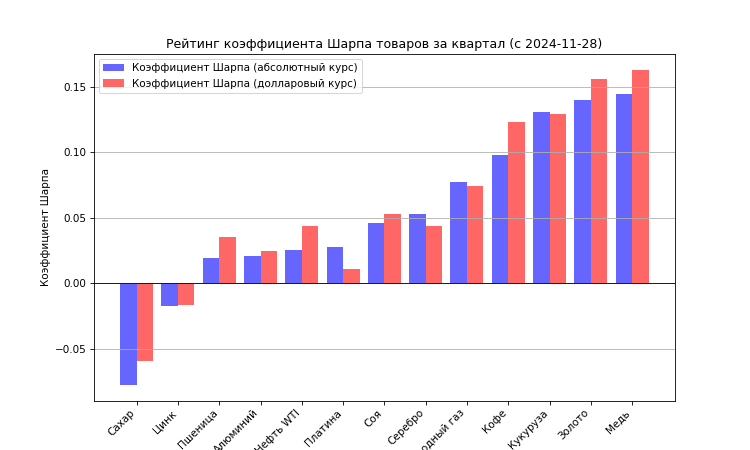 Рейтинг коэффициента Шарпа товаров за квартал (с 2024-11-28)
Коэффициент Шарпа (абсолютный курс)
Коэффициент Шарпа (долларовый курс)
Коэффициент Шарпа
0.15
0.10
0.05
0.00
−0.05
Сахар
Цинк
Пшеница
Алюминий
Нефть WTI
Платина
Соя
Серебро
одный газ
Кофе
Кукуруза
Золото
Медь